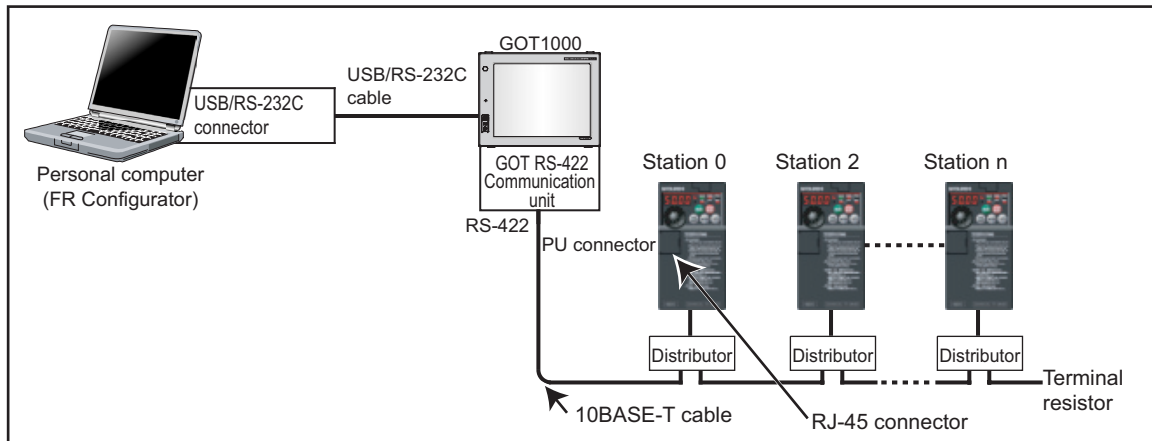 GOT1000
USB/RS-232C
cable
USB/RS-232C
connector
Personal computer
(FR Configurator)
GOT RS-422
Communication
unit
RS-422
Station 0
Station 2
Station n
PU connector
Distributor
Distributor
Distributor
Terminal
resistor
10BASE-T cable
RJ-45 connector